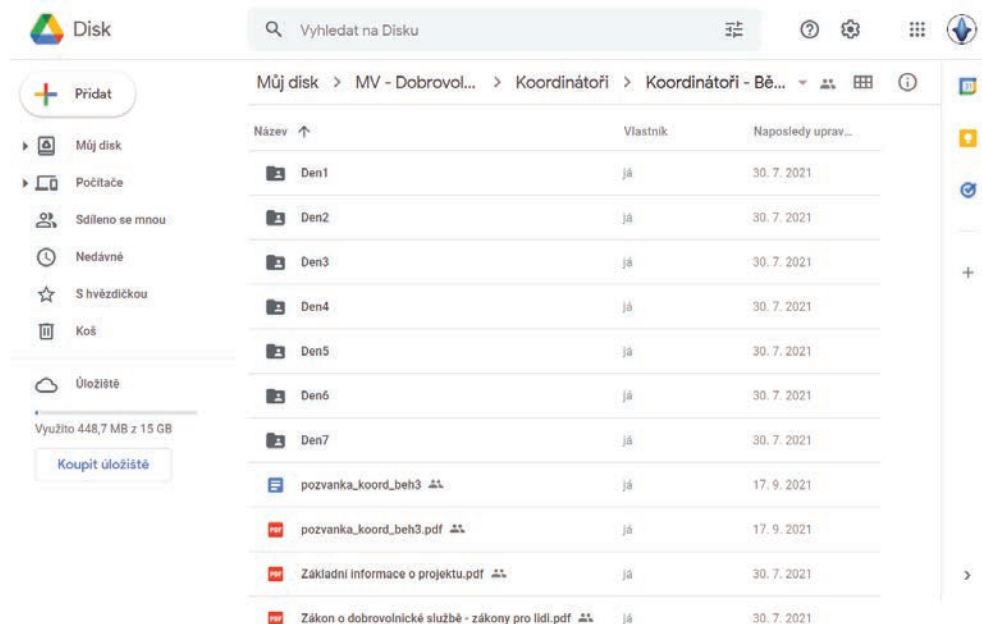 Disk
Vyhledat na Disku
Přidat
Můj disk
Počítače
Sdíleno se mnou
Nedávné
S hvězdičkou
Koš
Úložiště
Využito 448,7 MB z 15 GB
Koupit úložiště
Můj disk > MV - Dobrovol... > Koordinátoři > Koordinátoři - Bě...
Název Vlastník Naposledy uprav...
Den1 já 30. 7. 2021
Den2 já 30. 7. 2021
Den3 já 30. 7. 2021
Den4 já 30. 7. 2021
Den5 já 30. 7. 2021
Den6 já 30. 7. 2021
Den7 já 30. 7. 2021
pozvanka_koord_beh3 já 17. 9. 2021
PDF pozvanka_koord_beh3.pdf já 17. 9. 2021
PDF Základní informace o projektu.pdf já 30. 7. 2021
PDF Zákon o dobrovolnické službě - zákony pro lidi.pdf já 30. 7. 2021
31